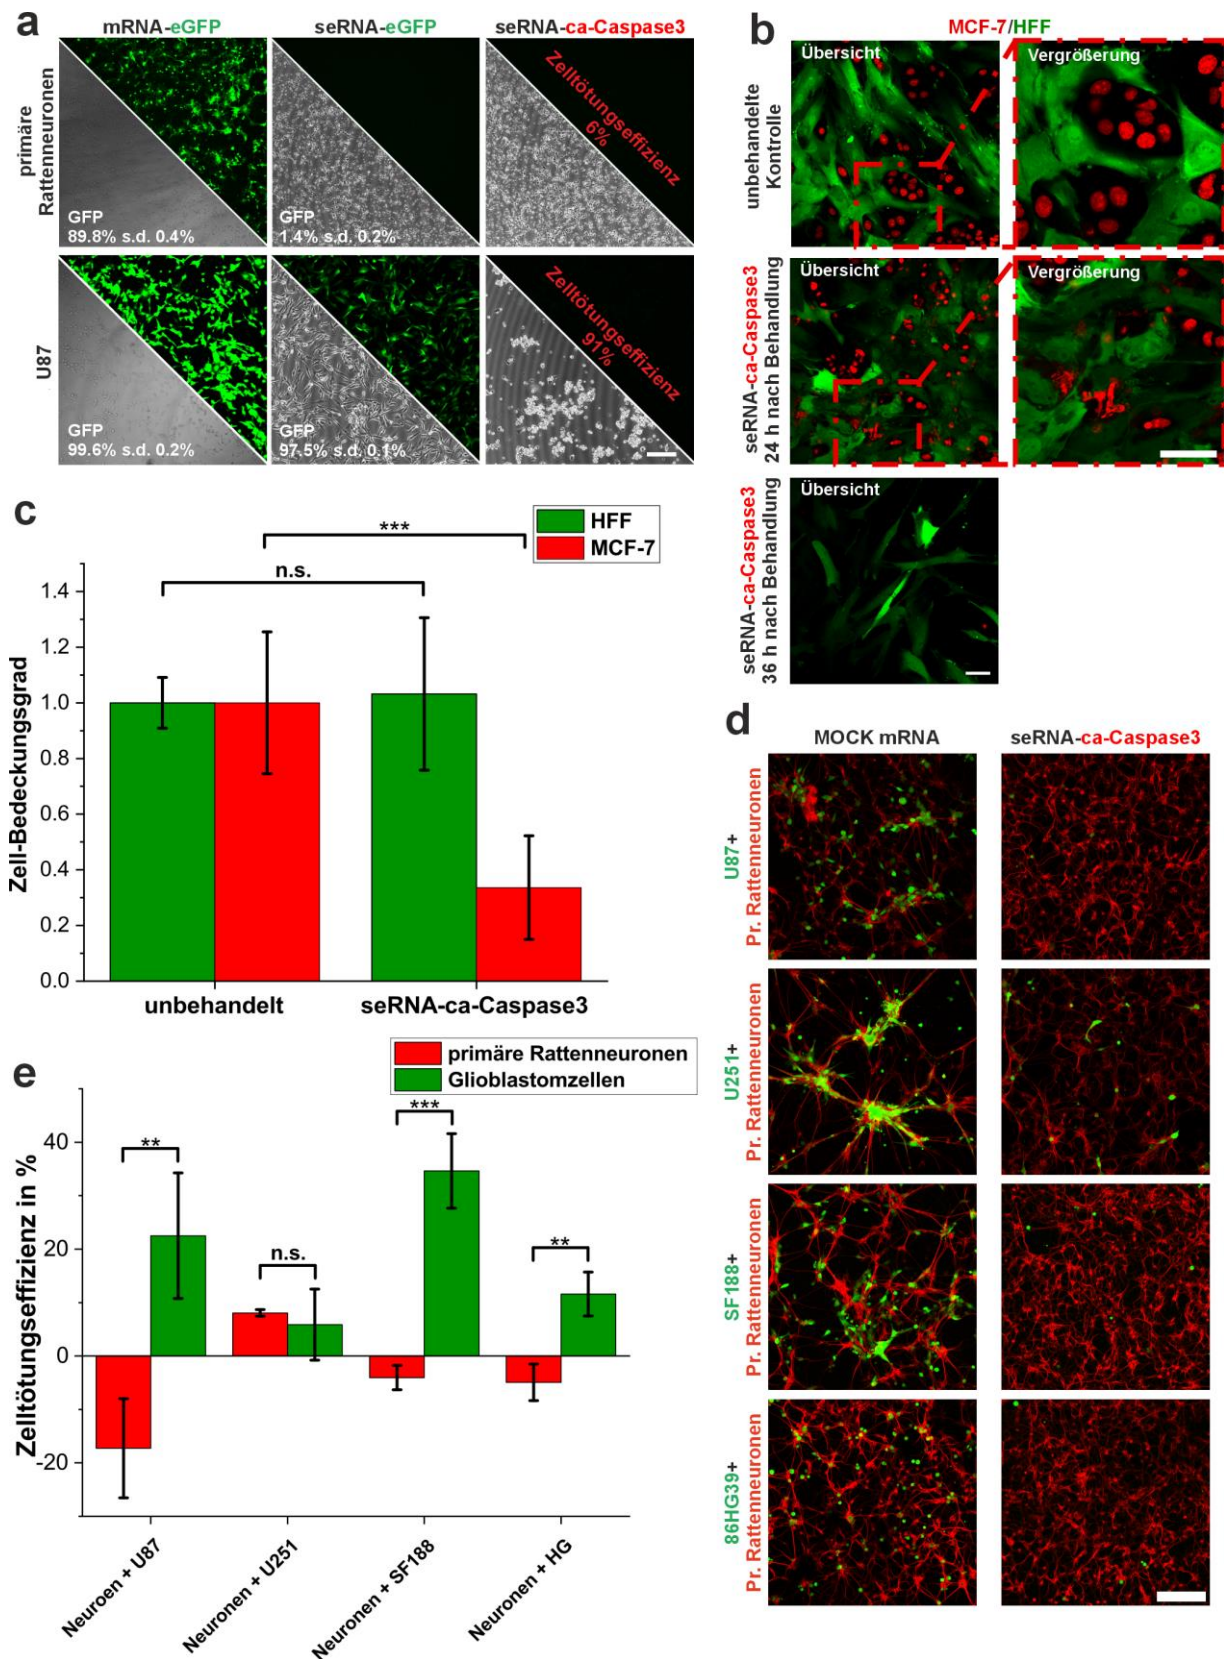 a
mRNA-eGFP
seRNA-eGFP
seRNA-ca-Caspase3
primäre
Rattenneuronen
GFP
89.8% s.d. 0.4%
GFP
1.4% s.d. 0.2%
Zelltötungseffizienz
6%
U87
GFP
99.6% s.d. 0.2%
GFP
97.5% s.d. 0.1%
Zelltötungseffizienz
91%
b
MCF-7/HFF
unbehandelte
Kontrolle
Übersicht
Vergrößerung
seRNA-ca-Caspase3
24 h nach Behandlung
Übersicht
Vergrößerung
seRNA-ca-Caspase3
36 h nach Behandlung
Übersicht
c
HFF
MCF-7
***
n.s.
Zell-Bedeckungsgrad
1.4
1.2
1.0
0.8
0.6
0.4
0.2
0.0
unbehandelt
seRNA-ca-Caspase3
d
MOCK mRNA
seRNA-ca-Caspase3
U87+
Pr. Rattenneuronen
U251+
Pr. Rattenneuronen
SF188+
Pr. Rattenneuronen
86HG39+
Pr. Rattenneuronen
e
primäre Rattenneuronen
Glioblastomzellen
Zelltötungseffizienz in %
40
20
0
-20
**
n.s.
***
**
Neuroen + U87
Neuronen + U251
Neuronen + SF188
Neuronen + HG